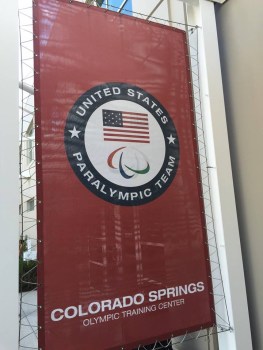 UNITED STATES
PARALYMPIC TEAM
COLORADO SPRINGS
OLYMPIC TRAINING CENTER